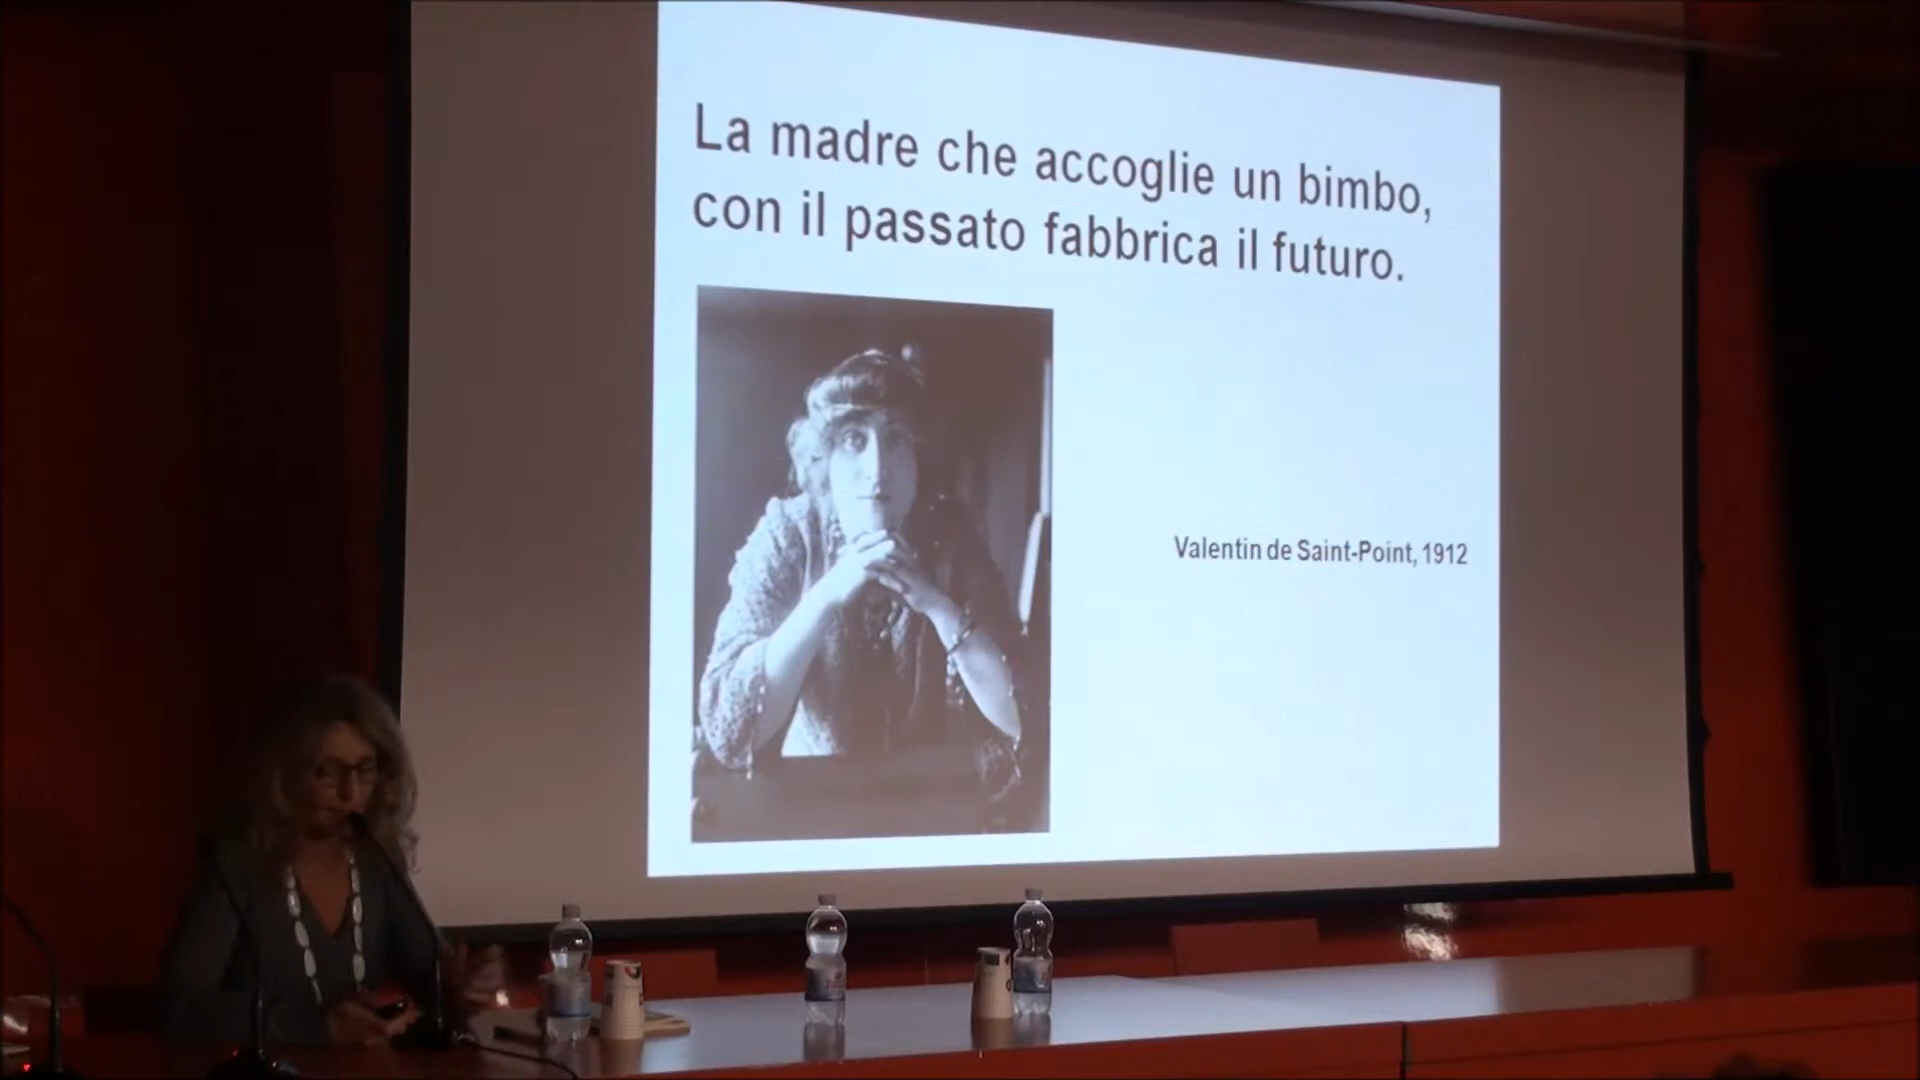 La madre che accoglie un bimbo,
con il passato fabbrica il futuro.
Valentin de Saint-Point, 1912